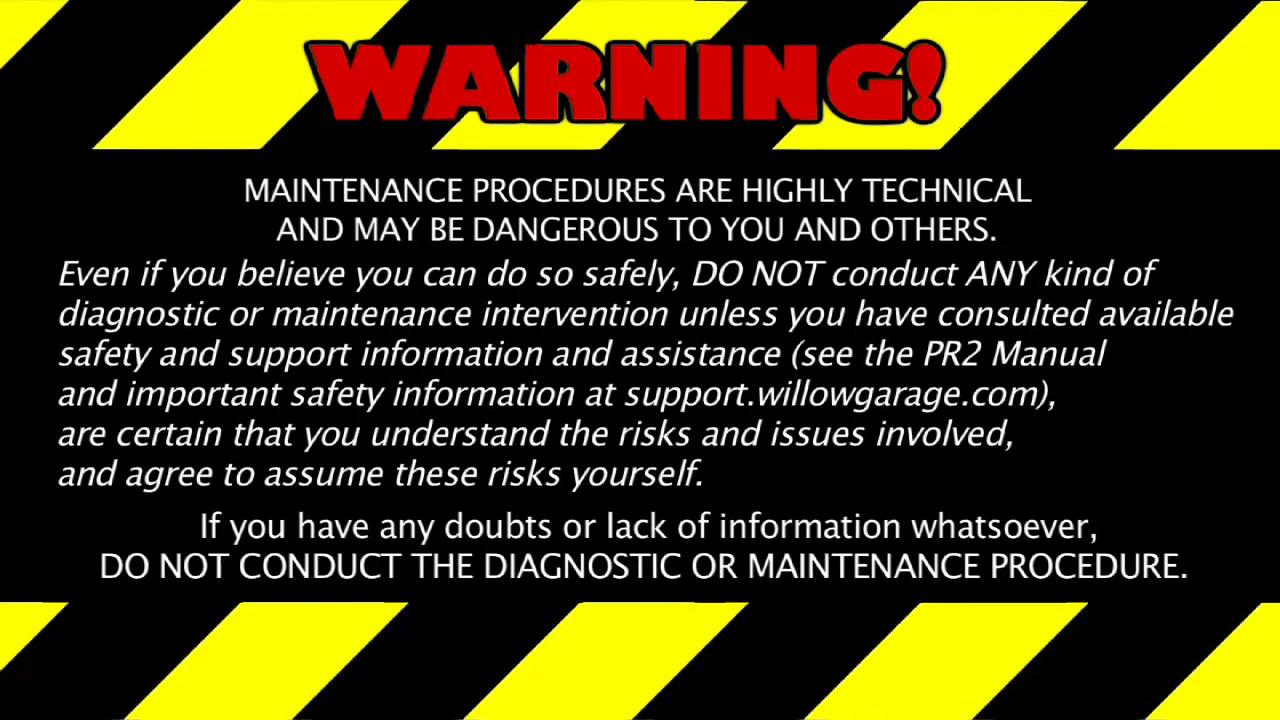 WARNING!
MAINTENANCE PROCEDURES ARE HIGHLY TECHNICAL
AND MAY BE DANGEROUS TO YOU AND OTHERS.
Even if you believe you can do so safely, DO NOT conduct ANY kind of
diagnostic or maintenance intervention unless you have consulted available
safety and support information and assistance (see the PR2 Manual
and important safety information at support.willowgarage.com),
are certain that you understand the risks and issues involved,
and agree to assume these risks yourself.
If you have any doubts or lack of information whatsoever,
DO NOT CONDUCT THE DIAGNOSTIC OR MAINTENANCE PROCEDURE.